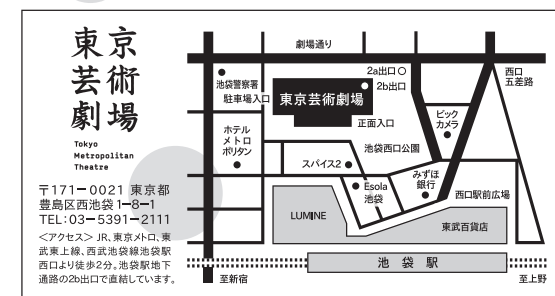 東京
芸術
劇場
Tokyo
Metropolitan
Theatre
〒171-0021 東京都
豊島区西池袋1-8-1
TEL:03-5391-2111
<アクセス> JR、東京メトロ、東
武東上線、西武池袋線池袋駅
西口より徒歩2分。池袋駅地下
通路の2b出口で直結しています。
劇場通り
池袋警察署
駐車場入口
東京芸術劇場
2a出口
2b出口
西口
五差路
正面入口
ビック
カメラ
ホテル
メトロ
ポリタン
池袋西口公園
スパイス2
Esola
池袋
みずほ
銀行
西口駅前広場
LUMINE
東武百貨店
池袋駅
至新宿
至上野